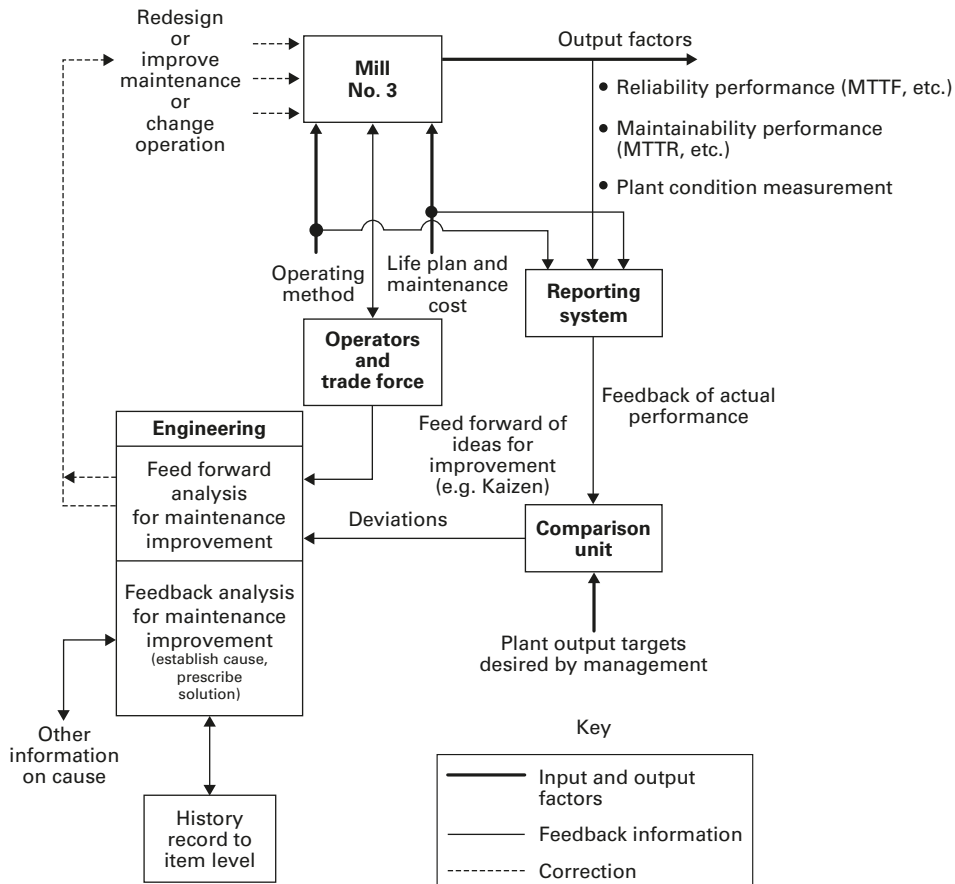 Redesign
or
improve
maintenance
or
change
operation
Mill
No. 3
Output factors
• Reliability performance (MTTF, etc.)
• Maintainability performance
(MTTR, etc.)
• Plant condition measurement
Operating
method
Life plan and
maintenance
cost
Reporting
system
Operators
and
trade force
Feedback of actual
performance
Feed forward of
ideas for
improvement
(e.g. Kaizen)
Engineering
Feed forward
analysis
for maintenance
improvement
Deviations
Comparison
unit
Feedback analysis
for maintenance
improvement
(establish cause,
prescribe
solution)
Plant output targets
desired by management
Other
information
on cause
History
record to
item level
Key
Input and output
factors
Feedback information
Correction